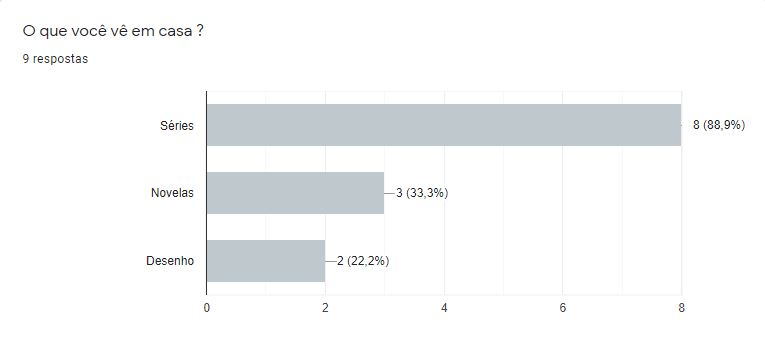 O que você vê em casa ?
9 respostas
Séries
8 (88,9%)
Novelas
3 (33,3%)
Desenho
2 (22,2%)
0 2 4 6 8